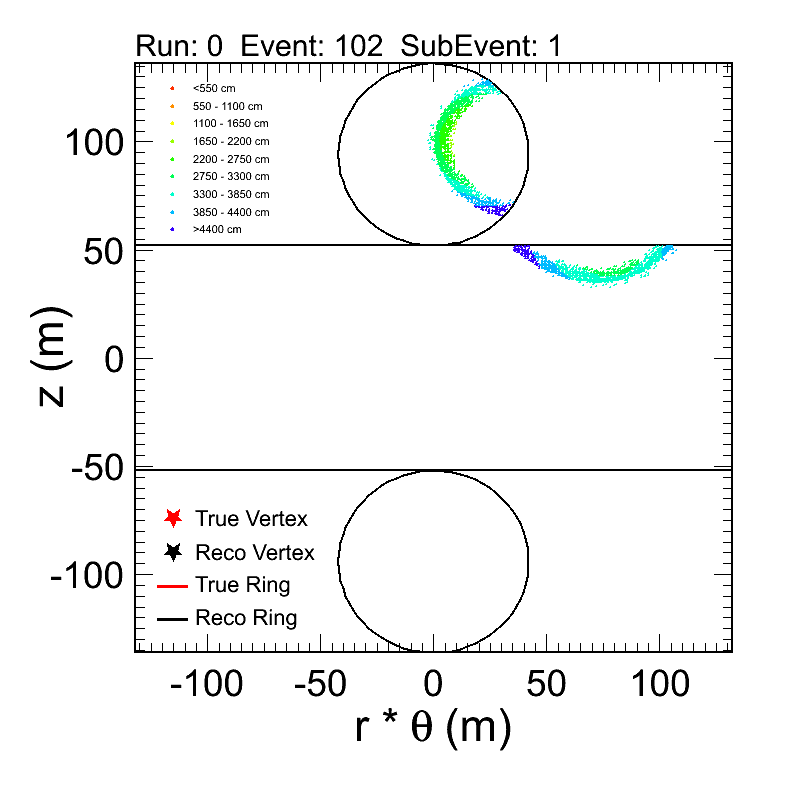 Run: 0 Event: 102 SubEvent: 1
<550 cm
550 - 1100 cm
1100 - 1650 cm
1650 - 2200 cm
2200 - 2750 cm
2750 - 3300 cm
3300 - 3850 cm
3850 - 4400 cm
>4400 cm
100
50
0
-50
-100
z (m)
True Vertex
Reco Vertex
True Ring
Reco Ring
-100 -50 0 50 100
r * θ (m)